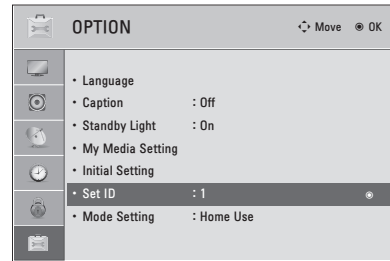 OPTION
Move
OK
• Language
• Caption : Off
• Standby Light : On
• My Media Setting
• Initial Setting
• Set ID : 1
• Mode Setting : Home Use